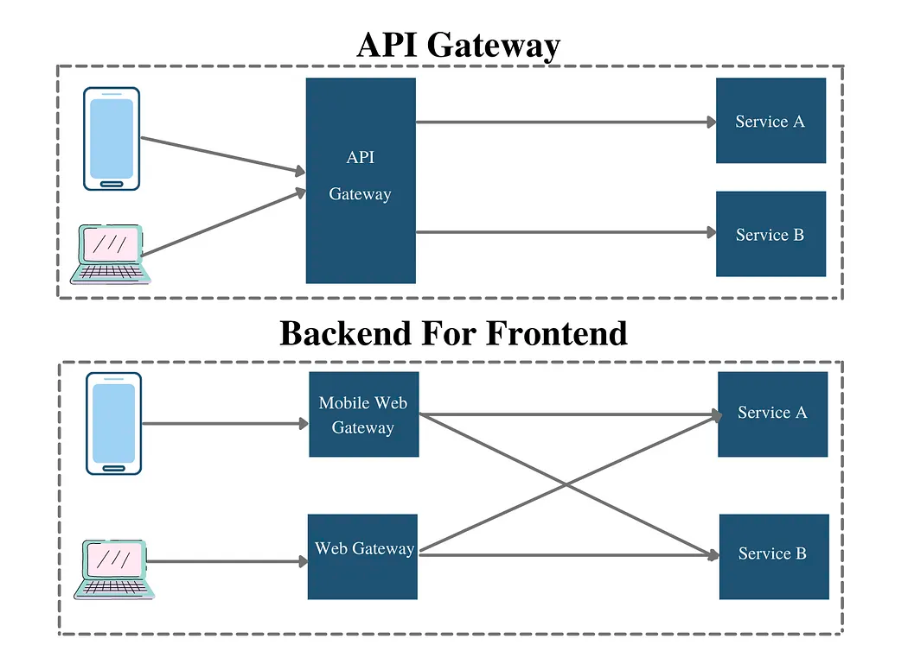 API Gateway
API
Gateway
Service A
Service B
Backend For Frontend
Mobile Web
Gateway
Service A
Web Gateway
Service B